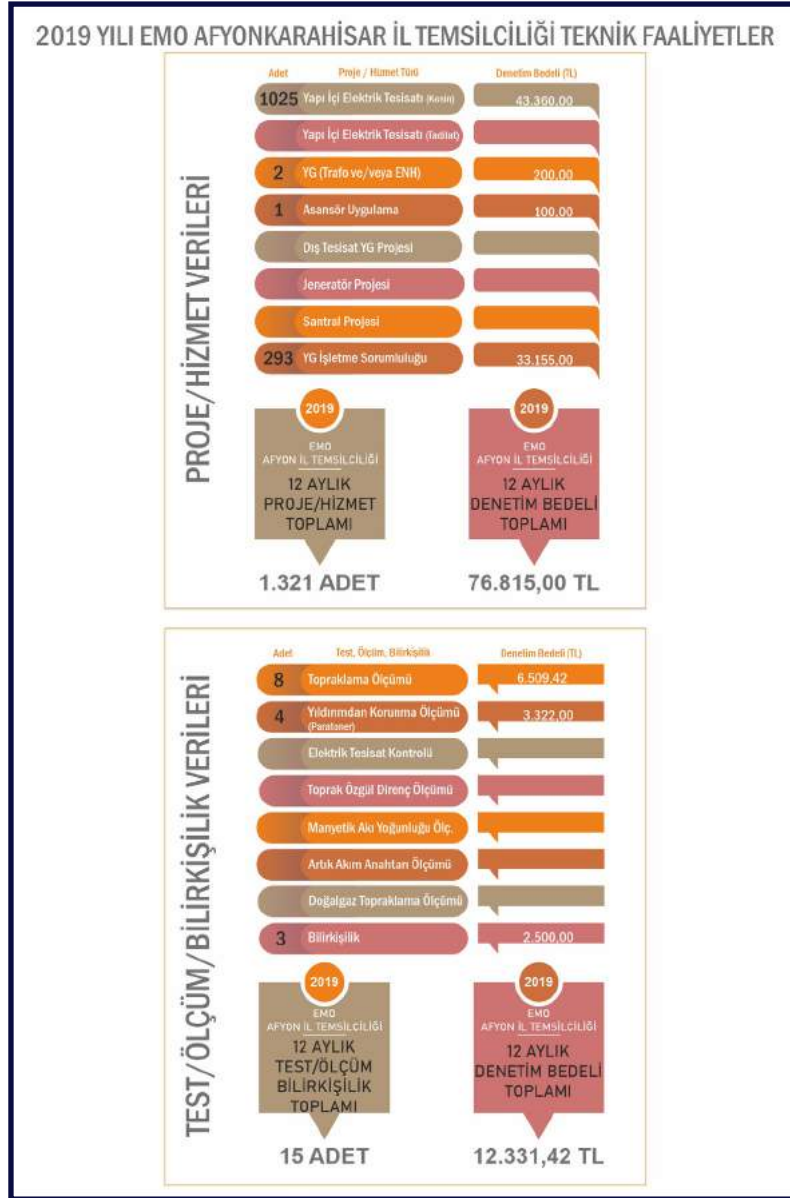 2019 YILI EMO AFYONKARAHİSAR İL TEMSİLCİLİĞİ TEKNİK FAALİYETLER
PROJE/HİZMET VERİLERİ
Adet Proje / Hizmet Türü Denetim Bedeli (TL)
1025 Yapı İçi Elektrik Tesisatı (Kesin) 43.360,00
Yapı İçi Elektrik Tesisatı (Tadilat)
2 YG (Trafo ve/veya ENH) 200,00
1 Asansör Uygulama 100,00
Dış Tesisat YG Projesi
Jeneratör Projesi
Santral Projesi
293 YG İşletme Sorumluluğu 33.155,00
2019
EMO
AFYON İL TEMSİLCİLİĞİ
12 AYLIK
PROJE/HİZMET
TOPLAMI
1.321 ADET
2019
EMO
AFYON İL TEMSİLCİLİĞİ
12 AYLIK
DENETİM BEDELİ
TOPLAMI
76.815,00 TL
TEST/ÖLÇÜM/BİLİRKİŞİLİK VERİLERİ
Adet Test, Ölçüm, Bilirkişilik Denetim Bedeli (TL)
8 Topraklama Ölçümü 6.509,42
4 Yıldırımdan Korunma Ölçümü 3.322,00
(Paratoner)
Elektrik Tesisat Kontrolü
Toprak Özgül Direnç Ölçümü
Manyetik Akı Yoğunluğu Ölç.
Artık Akım Anahtarı Ölçümü
Doğalgaz Topraklama Ölçümü
3 Bilirkişilik 2.500,00
2019
EMO
AFYON İL TEMSİLCİLİĞİ
12 AYLIK
TEST/ÖLÇÜM
BİLİRKİŞİLİK
TOPLAMI
15 ADET
2019
EMO
AFYON İL TEMSİLCİLİĞİ
12 AYLIK
DENETİM BEDELİ
TOPLAMI
12.331,42 TL